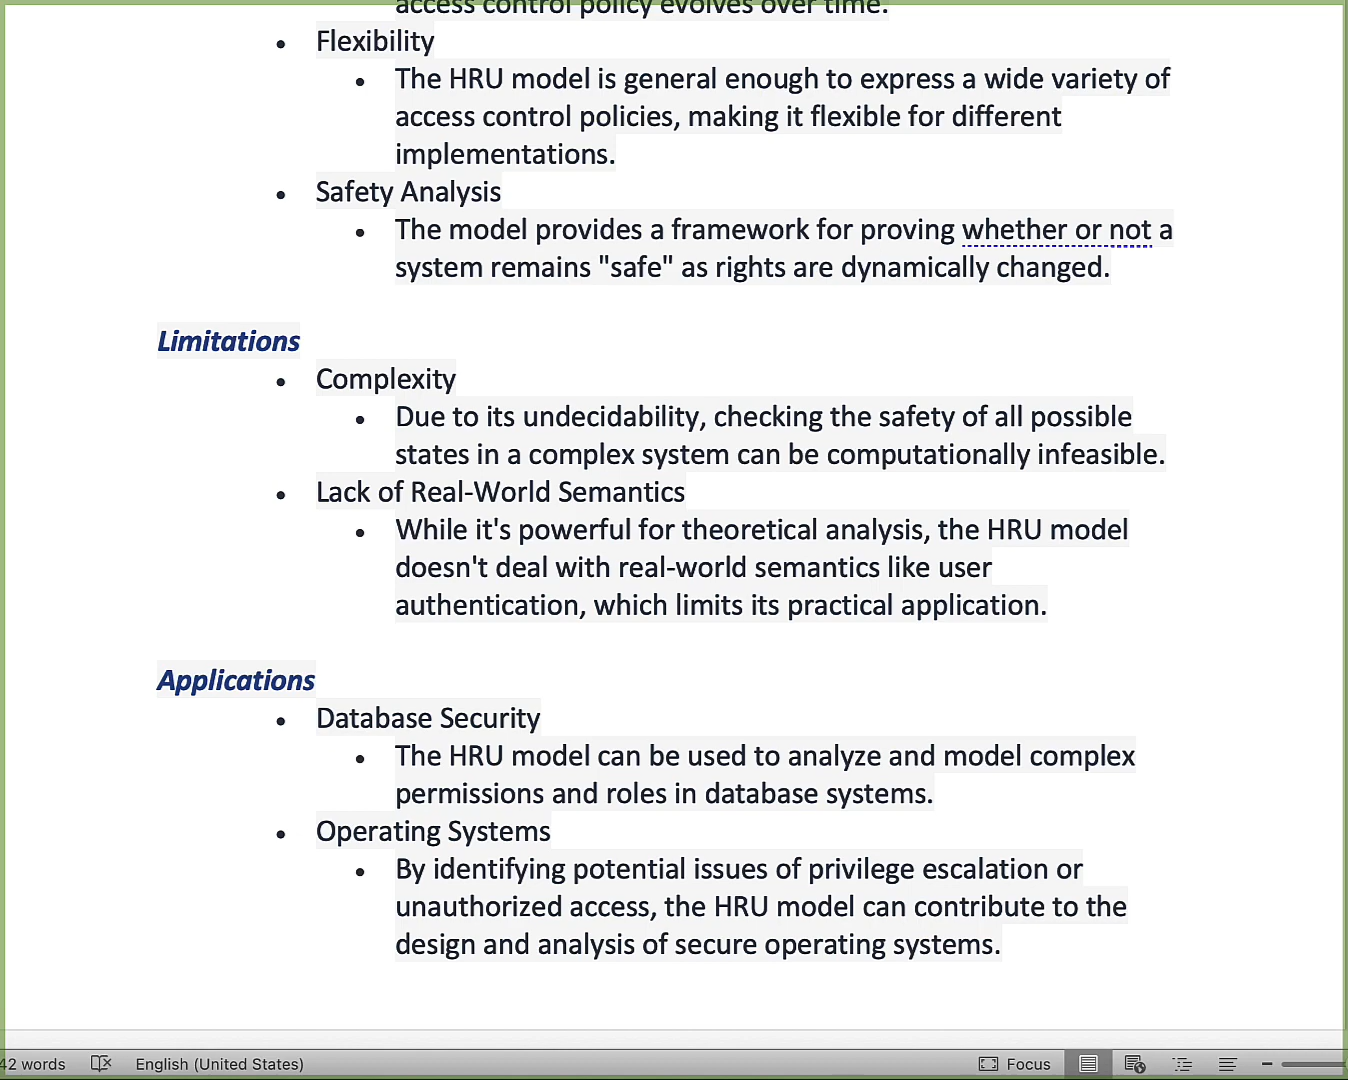 access control policy evolves over time.
• Flexibility
• The HRU model is general enough to express a wide variety of
access control policies, making it flexible for different
implementations.
• Safety Analysis
• The model provides a framework for proving whether or not a
system remains "safe" as rights are dynamically changed.
Limitations
• Complexity
• Due to its undecidability, checking the safety of all possible
states in a complex system can be computationally infeasible.
• Lack of Real-World Semantics
• While it's powerful for theoretical analysis, the HRU model
doesn't deal with real-world semantics like user
authentication, which limits its practical application.
Applications
• Database Security
• The HRU model can be used to analyze and model complex
permissions and roles in database systems.
• Operating Systems
• By identifying potential issues of privilege escalation or
unauthorized access, the HRU model can contribute to the
design and analysis of secure operating systems.
42 words English (United States) Focus